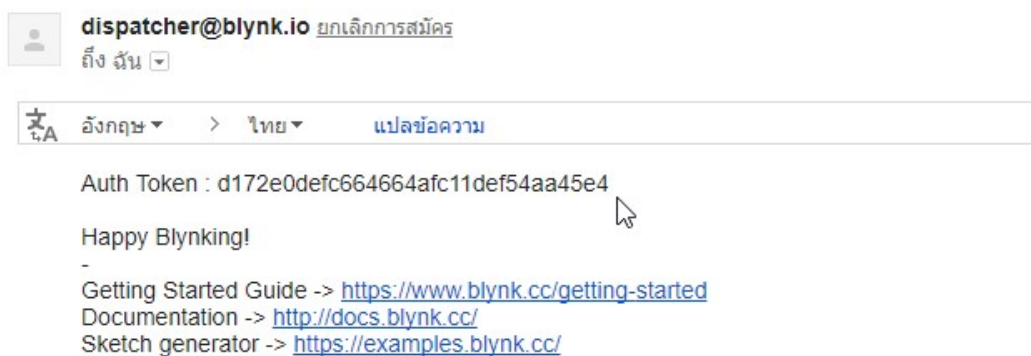 dispatcher@blynk.io ยกเลิกการสมัคร
ถึง ฉัน
อังกฤษ > ไทย แปลข้อความ
Auth Token : d172e0defc664664afc11def54aa45e4
Happy Blynking!
-
Getting Started Guide -> https://www.blynk.cc/getting-started
Documentation -> http://docs.blynk.cc/
Sketch generator -> https://examples.blynk.cc/